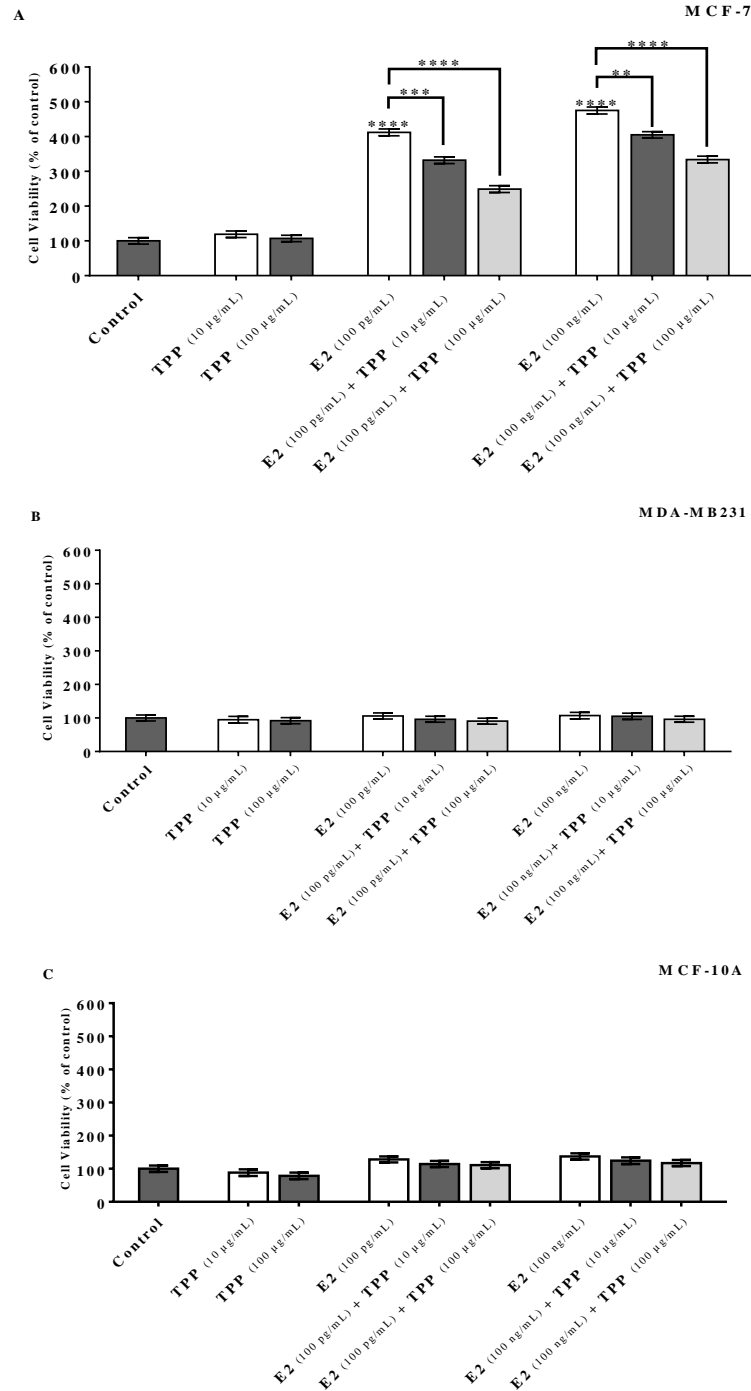 A
MCF-7
Cell Viability (% of control)
600
500
400
300
200
100
0
****
***
****
****
**
****
Control
TPP (10 µg/mL)
TPP (100 µg/mL)
E2 (100 pg/mL)
E2 (100 pg/mL) + TPP (10 µg/mL)
E2 (100 pg/mL) + TPP (100 µg/mL)
E2 (100 ng/mL)
E2 (100 ng/mL) + TPP (10 µg/mL)
E2 (100 ng/mL) + TPP (100 µg/mL)
B
MDA-MB231
Cell Viability (% of control)
600
500
400
300
200
100
0
Control
TPP (10 µg/mL)
TPP (100 µg/mL)
E2 (100 pg/mL)
E2 (100 pg/mL)+ TPP (10 µg/mL)
E2 (100 pg/mL)+ TPP (100 µg/mL)
E2 (100 ng/mL)
E2 (100 ng/mL)+ TPP (10 µg/mL)
E2 (100 ng/mL)+ TPP (100 µg/mL)
C
MCF-10A
Cell Viability (% of control)
600
500
400
300
200
100
0
Control
TPP (10 µg/mL)
TPP (100 µg/mL)
E2 (100 pg/mL)
E2 (100 pg/mL) + TPP (10 µg/mL)
E2 (100 pg/mL) + TPP (100 µg/mL)
E2 (100 ng/mL)
E2 (100 ng/mL) + TPP (10 µg/mL)
E2 (100 ng/mL) + TPP (100 µg/mL)